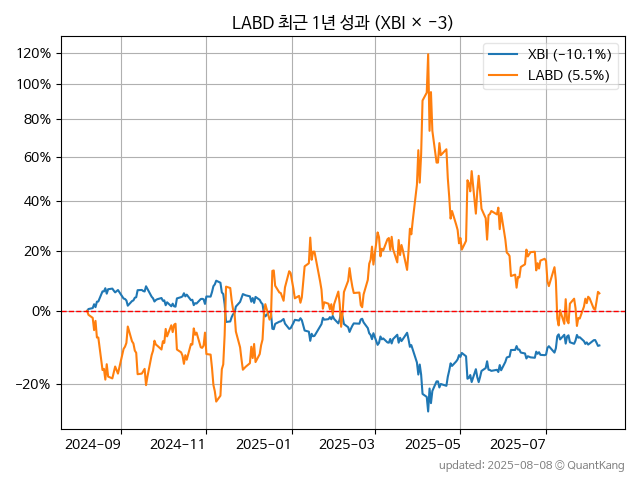 LABD 최근 1년 성과 (XBI × −3)
XBI (−10.1%)
LABD (5.5%)
120%
100%
80%
60%
40%
20%
0%
−20%
2024-09 2024-11 2025-01 2025-03 2025-05 2025-07
updated: 2025-08-08 © QuantKang